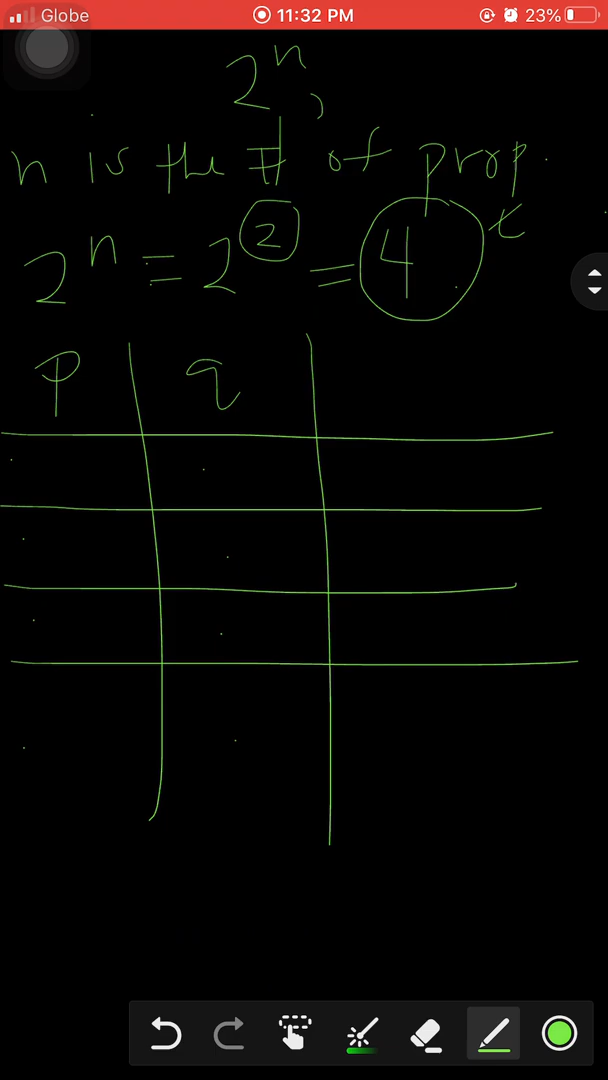 Globe 11:32 PM 23%
2ⁿ,
n is the # of prop.
2ⁿ = 2² = 4 t
p q